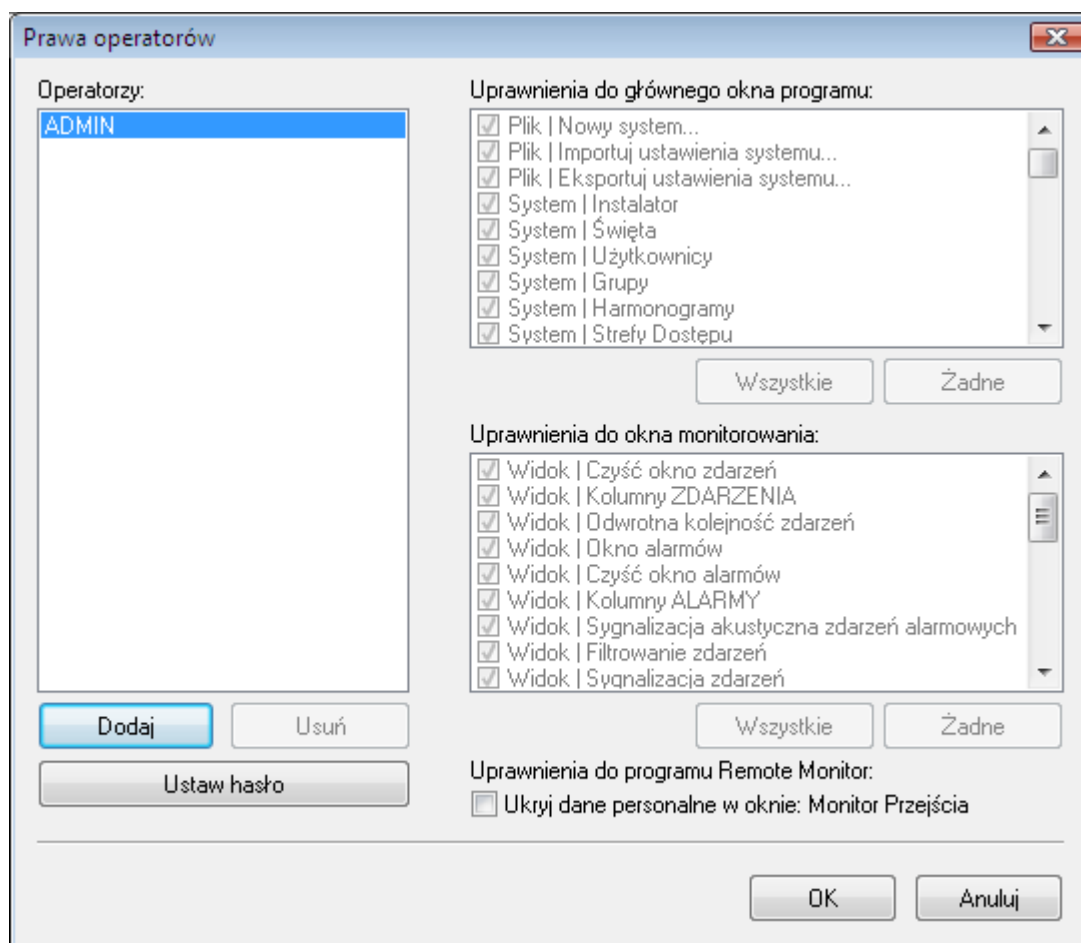 Prawa operatorów
Operatorzy:
ADMIN
Dodaj
Usuń
Ustaw hasło
Uprawnienia do głównego okna programu:
Plik | Nowy system...
Plik | Importuj ustawienia systemu...
Plik | Eksportuj ustawienia systemu...
System | Instalator
System | Święta
System | Użytkownicy
System | Grupy
System | Harmonogramy
System | Strefy Dostępu
Wszystkie
Żadne
Uprawnienia do okna monitorowania:
Widok | Czyść okno zdarzeń
Widok | Kolumny ZDARZENIA
Widok | Odwrotna kolejność zdarzeń
Widok | Okno alarmów
Widok | Czyść okno alarmów
Widok | Kolumny ALARMY
Widok | Sygnalizacja akustyczna zdarzeń alarmowych
Widok | Filtrowanie zdarzeń
Widok | Sygnalizacja zdarzeń
Wszystkie
Żadne
Uprawnienia do programu Remote Monitor:
Ukryj dane personalne w oknie: Monitor Przejścia
OK
Anuluj